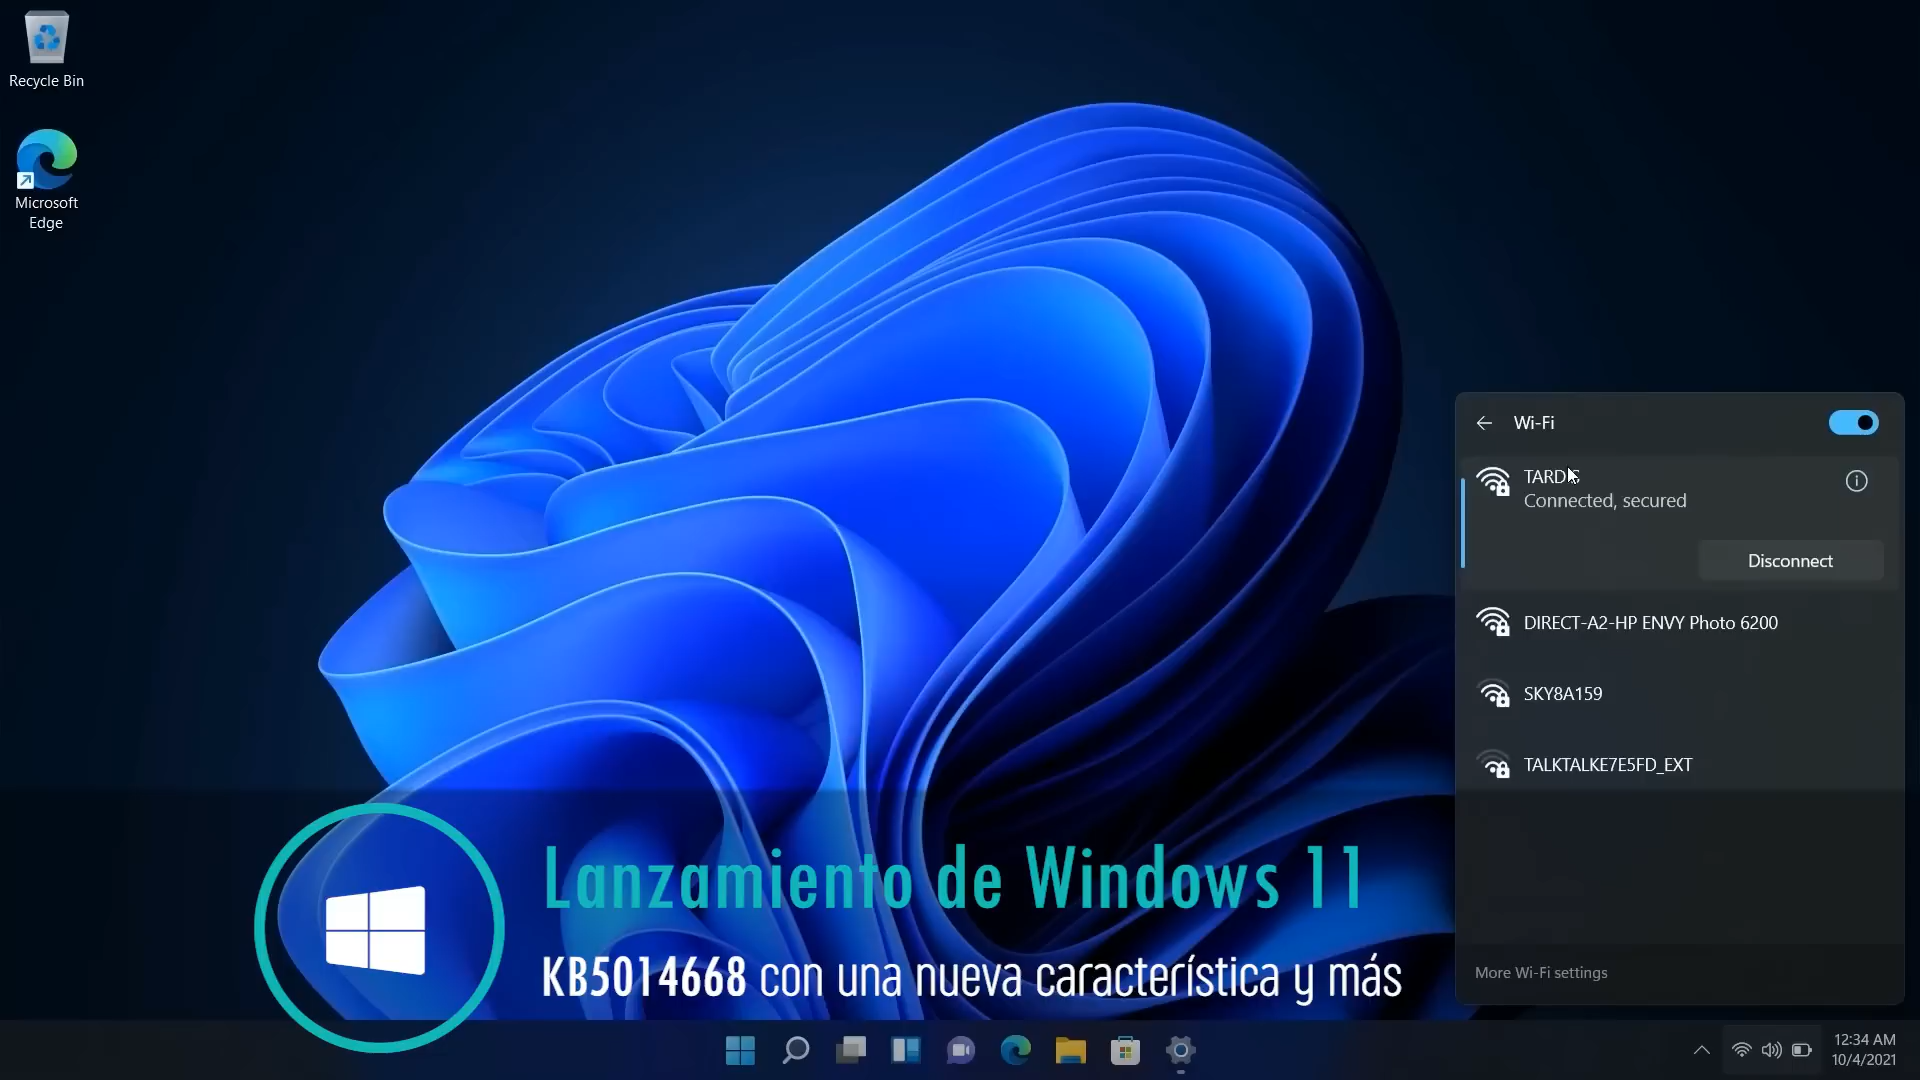 Recycle Bin
Microsoft
Edge
Wi-Fi
Connected, secured
Disconnect
DIRECT-A2-HP ENVY Photo 6200
SKY8A159
TALKTALKE7E5FD_EXT
More Wi-Fi settings
Lanzamiento de Windows 11
KB5014668 con una nueva característica y más
12:34 AM
10/4/2021